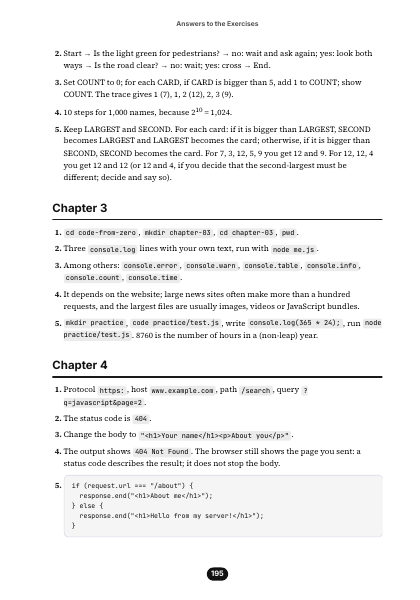 Answers to the Exercises
2. Start → Is the light green for pedestrians? → no: wait and ask again; yes: look both
ways → Is the road clear? → no: wait; yes: cross → End.
3. Set COUNT to 0; for each CARD, if CARD is bigger than 5, add 1 to COUNT; show
COUNT. The trace gives 1 (7), 1, 2 (12), 2, 3 (9).
4. 10 steps for 1,000 names, because 2¹⁰ = 1,024.
5. Keep LARGEST and SECOND. For each card: if it is bigger than LARGEST, SECOND
becomes LARGEST and LARGEST becomes the card; otherwise, if it is bigger than
SECOND, SECOND becomes the card. For 7, 3, 12, 5, 9 you get 12 and 9. For 12, 12, 4
you get 12 and 12 (or 12 and 4, if you decide that the second-largest must be
different; decide and say so).
Chapter 3
1. cd code-from-zero, mkdir chapter-03, cd chapter-03, pwd.
2. Three console.log lines with your own text, run with node me.js.
3. Among others: console.error, console.warn, console.table, console.info,
console.count, console.time.
4. It depends on the website; large news sites often make more than a hundred
requests, and the largest files are usually images, videos or JavaScript bundles.
5. mkdir practice, code practice/test.js, write console.log(365 * 24);, run node
practice/test.js. 8760 is the number of hours in a (non-leap) year.
Chapter 4
1. Protocol https:, host www.example.com, path /search, query ?
q=javascript&page=2.
2. The status code is 404.
3. Change the body to "<h1>Your name</h1><p>About you</p>".
4. The output shows 404 Not Found. The browser still shows the page you sent: a
status code describes the result; it does not stop the body.
5. if (request.url === "/about") {
response.end("<h1>About me</h1>");
} else {
response.end("<h1>Hello from my server!</h1>");
}
195